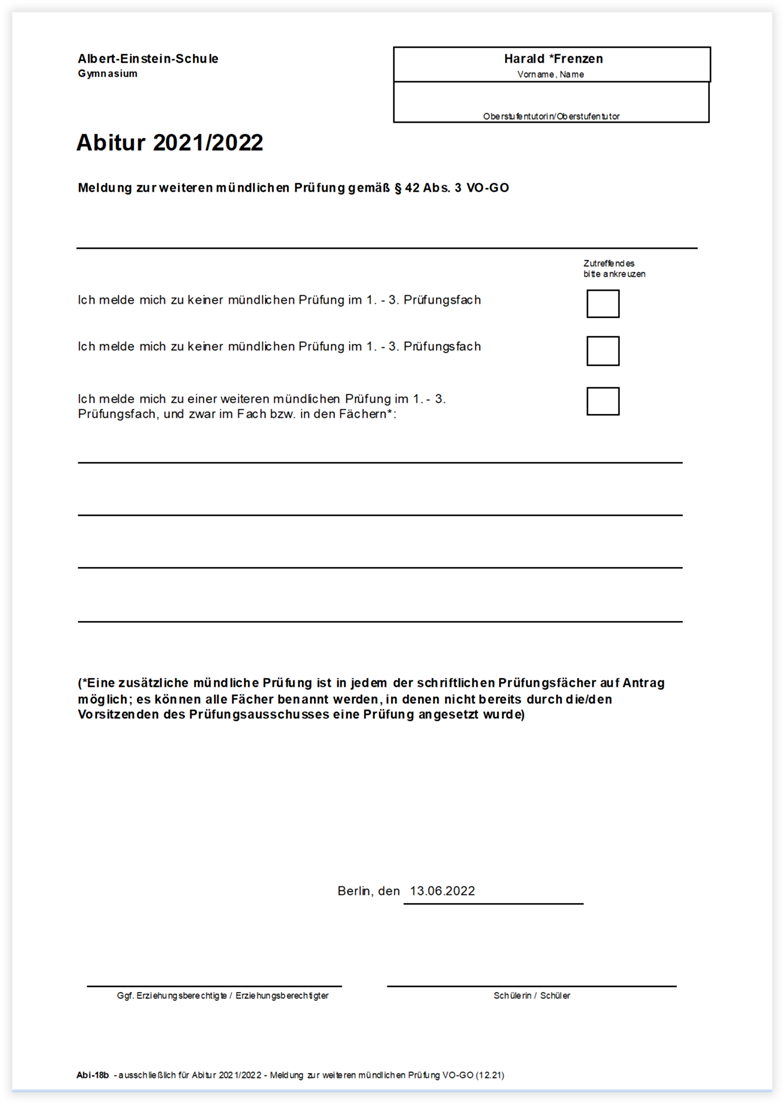 Albert-Einstein-Schule
Gymnasium
Harald *Frenzen
Vorname, Name
Oberstufentutorin/Oberstufentutor
Abitur 2021/2022
Meldung zur weiteren mündlichen Prüfung gemäß § 42 Abs. 3 VO-GO
Zutreffendes
bitte ankreuzen
Ich melde mich zu keiner mündlichen Prüfung im 1. - 3. Prüfungsfach
Ich melde mich zu keiner mündlichen Prüfung im 1. - 3. Prüfungsfach
Ich melde mich zu einer weiteren mündlichen Prüfung im 1. - 3.
Prüfungsfach, und zwar im Fach bzw. in den Fächern*:
(*Eine zusätzliche mündliche Prüfung ist in jedem der schriftlichen Prüfungsfächer auf Antrag
möglich; es können alle Fächer benannt werden, in denen nicht bereits durch die/den
Vorsitzenden des Prüfungsausschusses eine Prüfung angesetzt wurde)
Berlin, den 13.06.2022
Ggf. Erziehungsberechtigte / Erziehungsberechtigter
Schülerin / Schüler
Abi-18b - ausschließlich für Abitur 2021/2022 - Meldung zur weiteren mündlichen Prüfung VO-GO (12.21)